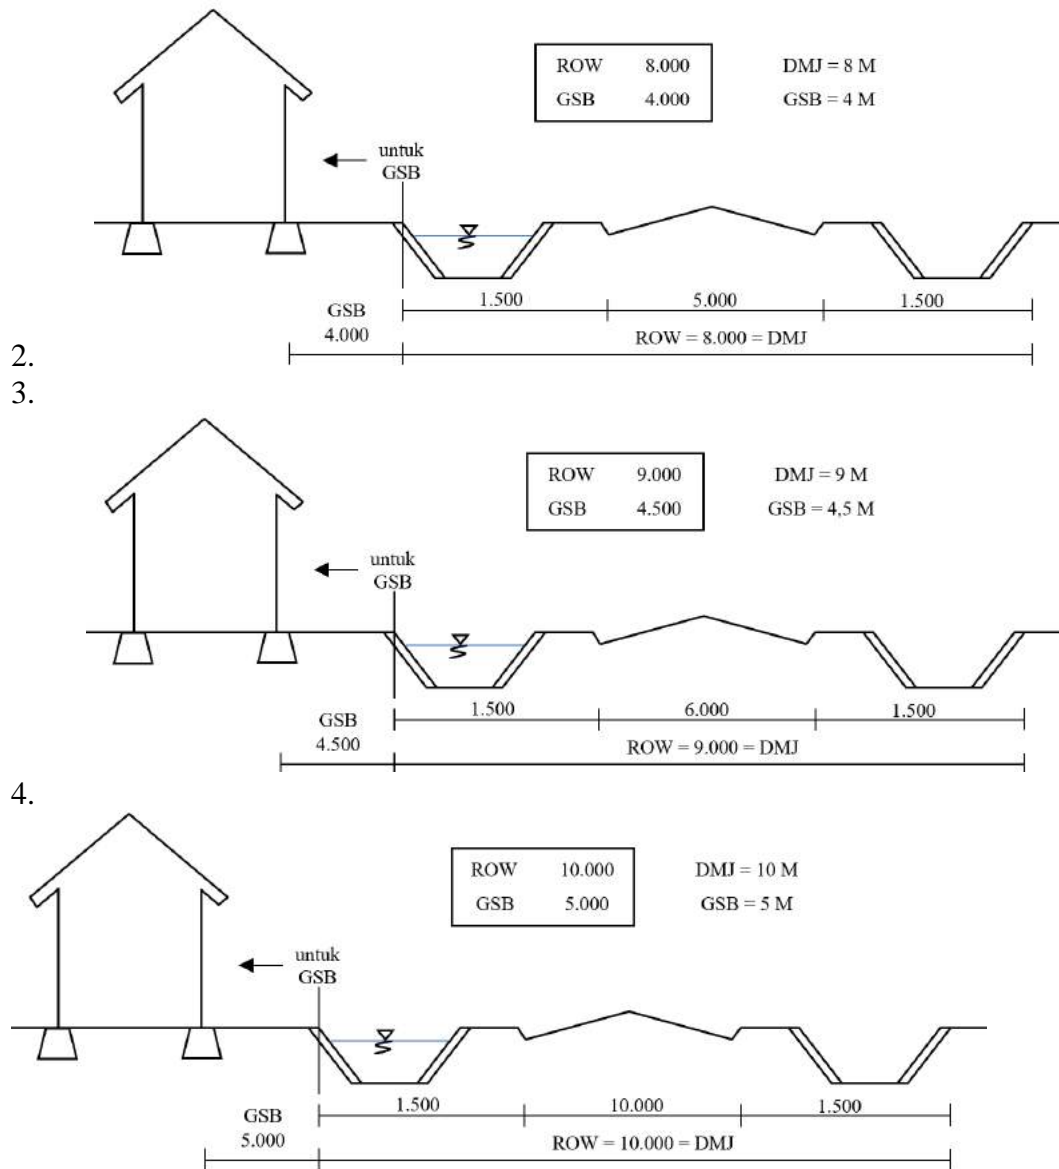 ROW 8.000 DMJ = 8 M
GSB 4.000 GSB = 4 M
untuk
GSB
1.500 5.000 1.500
GSB
4.000
ROW = 8.000 = DMJ
2.
3.
ROW 9.000 DMJ = 9 M
GSB 4.500 GSB = 4,5 M
untuk
GSB
1.500 6.000 1.500
GSB
4.500
ROW = 9.000 = DMJ
4.
ROW 10.000 DMJ = 10 M
GSB 5.000 GSB = 5 M
untuk
GSB
1.500 10.000 1.500
GSB
5.000
ROW = 10.000 = DMJ